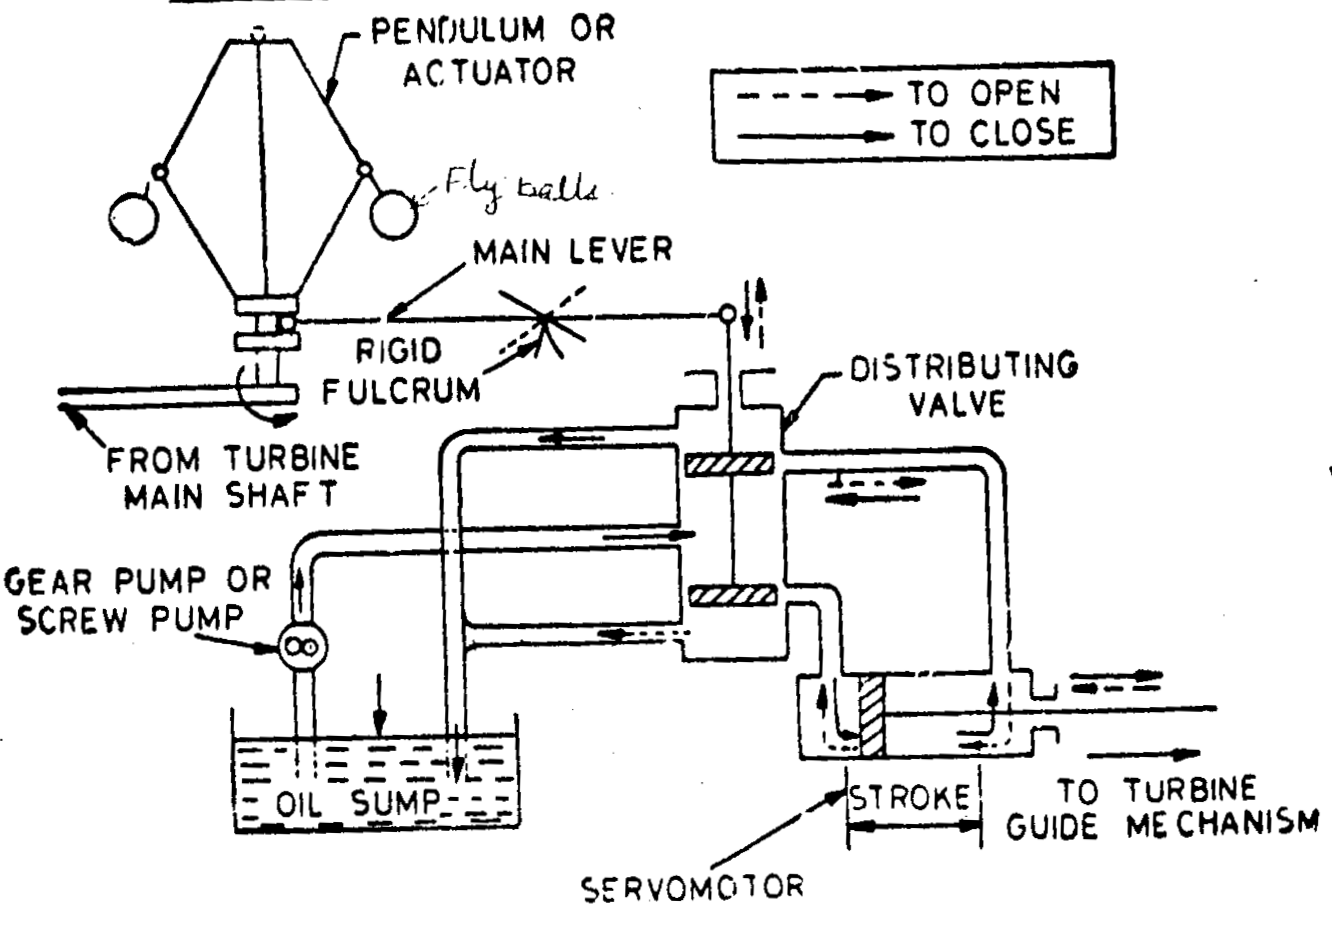 PENDULUM OR
ACTUATOR
TO OPEN
TO CLOSE
Fly balls
MAIN LEVER
RIGID
FULCRUM
DISTRIBUTING
VALVE
FROM TURBINE
MAIN SHAFT
GEAR PUMP OR
SCREW PUMP
OIL SUMP
STROKE
TO TURBINE
GUIDE MECHANISM
SERVOMOTOR